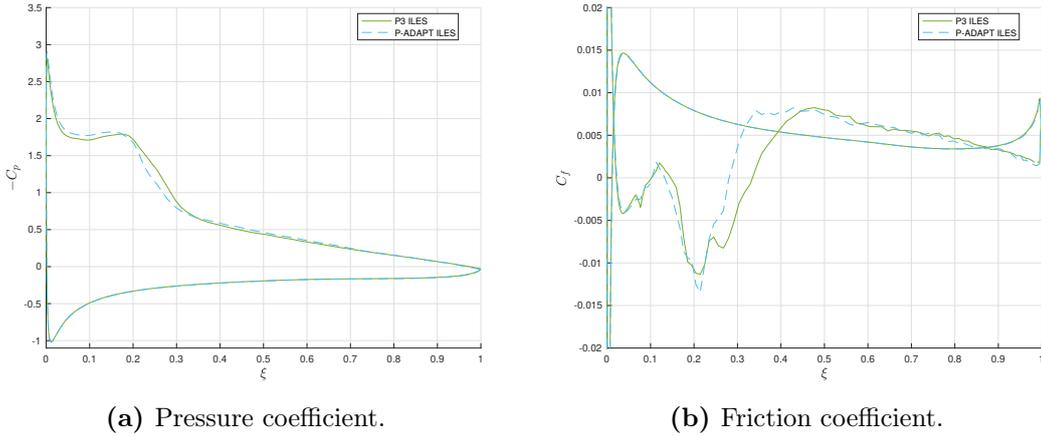 3.5
3
2.5
2
1.5
1
0.5
0
-0.5
-1
−C_p
0 0.1 0.2 0.3 0.4 0.5 0.6 0.7 0.8 0.9 1
ξ
P3 ILES
P-ADAPT ILES
(a) Pressure coefficient.
0.02
0.015
0.01
0.005
0
-0.005
-0.01
-0.015
-0.02
C_f
0 0.1 0.2 0.3 0.4 0.5 0.6 0.7 0.8 0.9 1
ξ
P3 ILES
P-ADAPT ILES
(b) Friction coefficient.